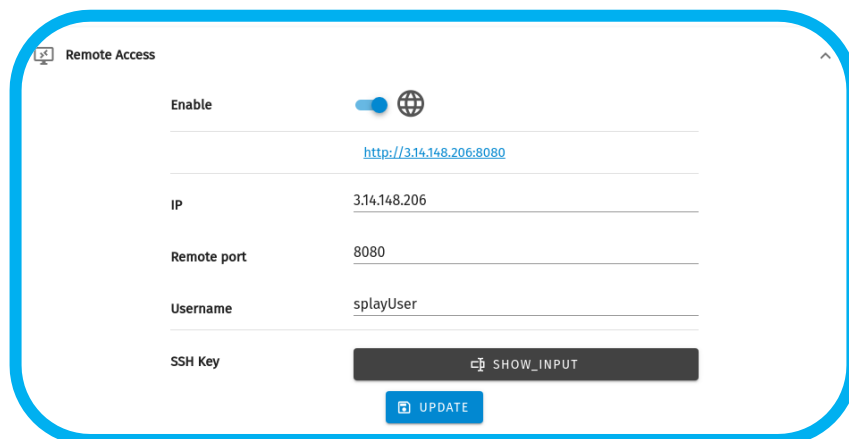 Remote Access
Enable
http://3.14.148.206:8080
IP 3.14.148.206
Remote port 8080
Username splayUser
SSH Key SHOW_INPUT
UPDATE